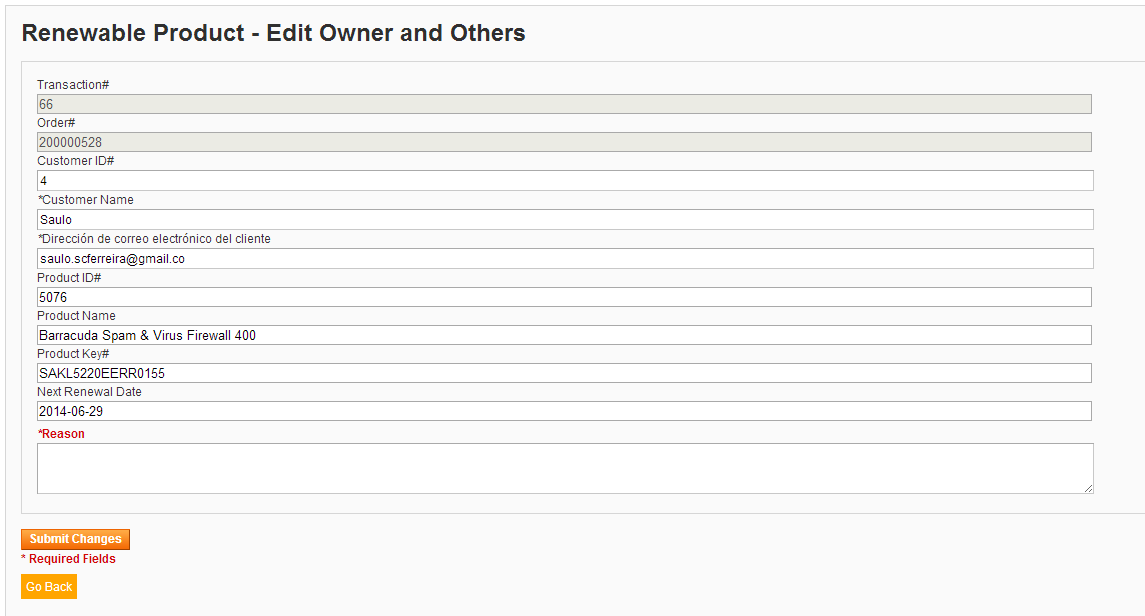 Renewable Product - Edit Owner and Others
Transaction#
66
Order#
200000528
Customer ID#
4
*Customer Name
Saulo
*Dirección de correo electrónico del cliente
saulo.scferreira@gmail.co
Product ID#
5076
Product Name
Barracuda Spam & Virus Firewall 400
Product Key#
SAKL5220EERR0155
Next Renewal Date
2014-06-29
*Reason
Submit Changes
* Required Fields
Go Back